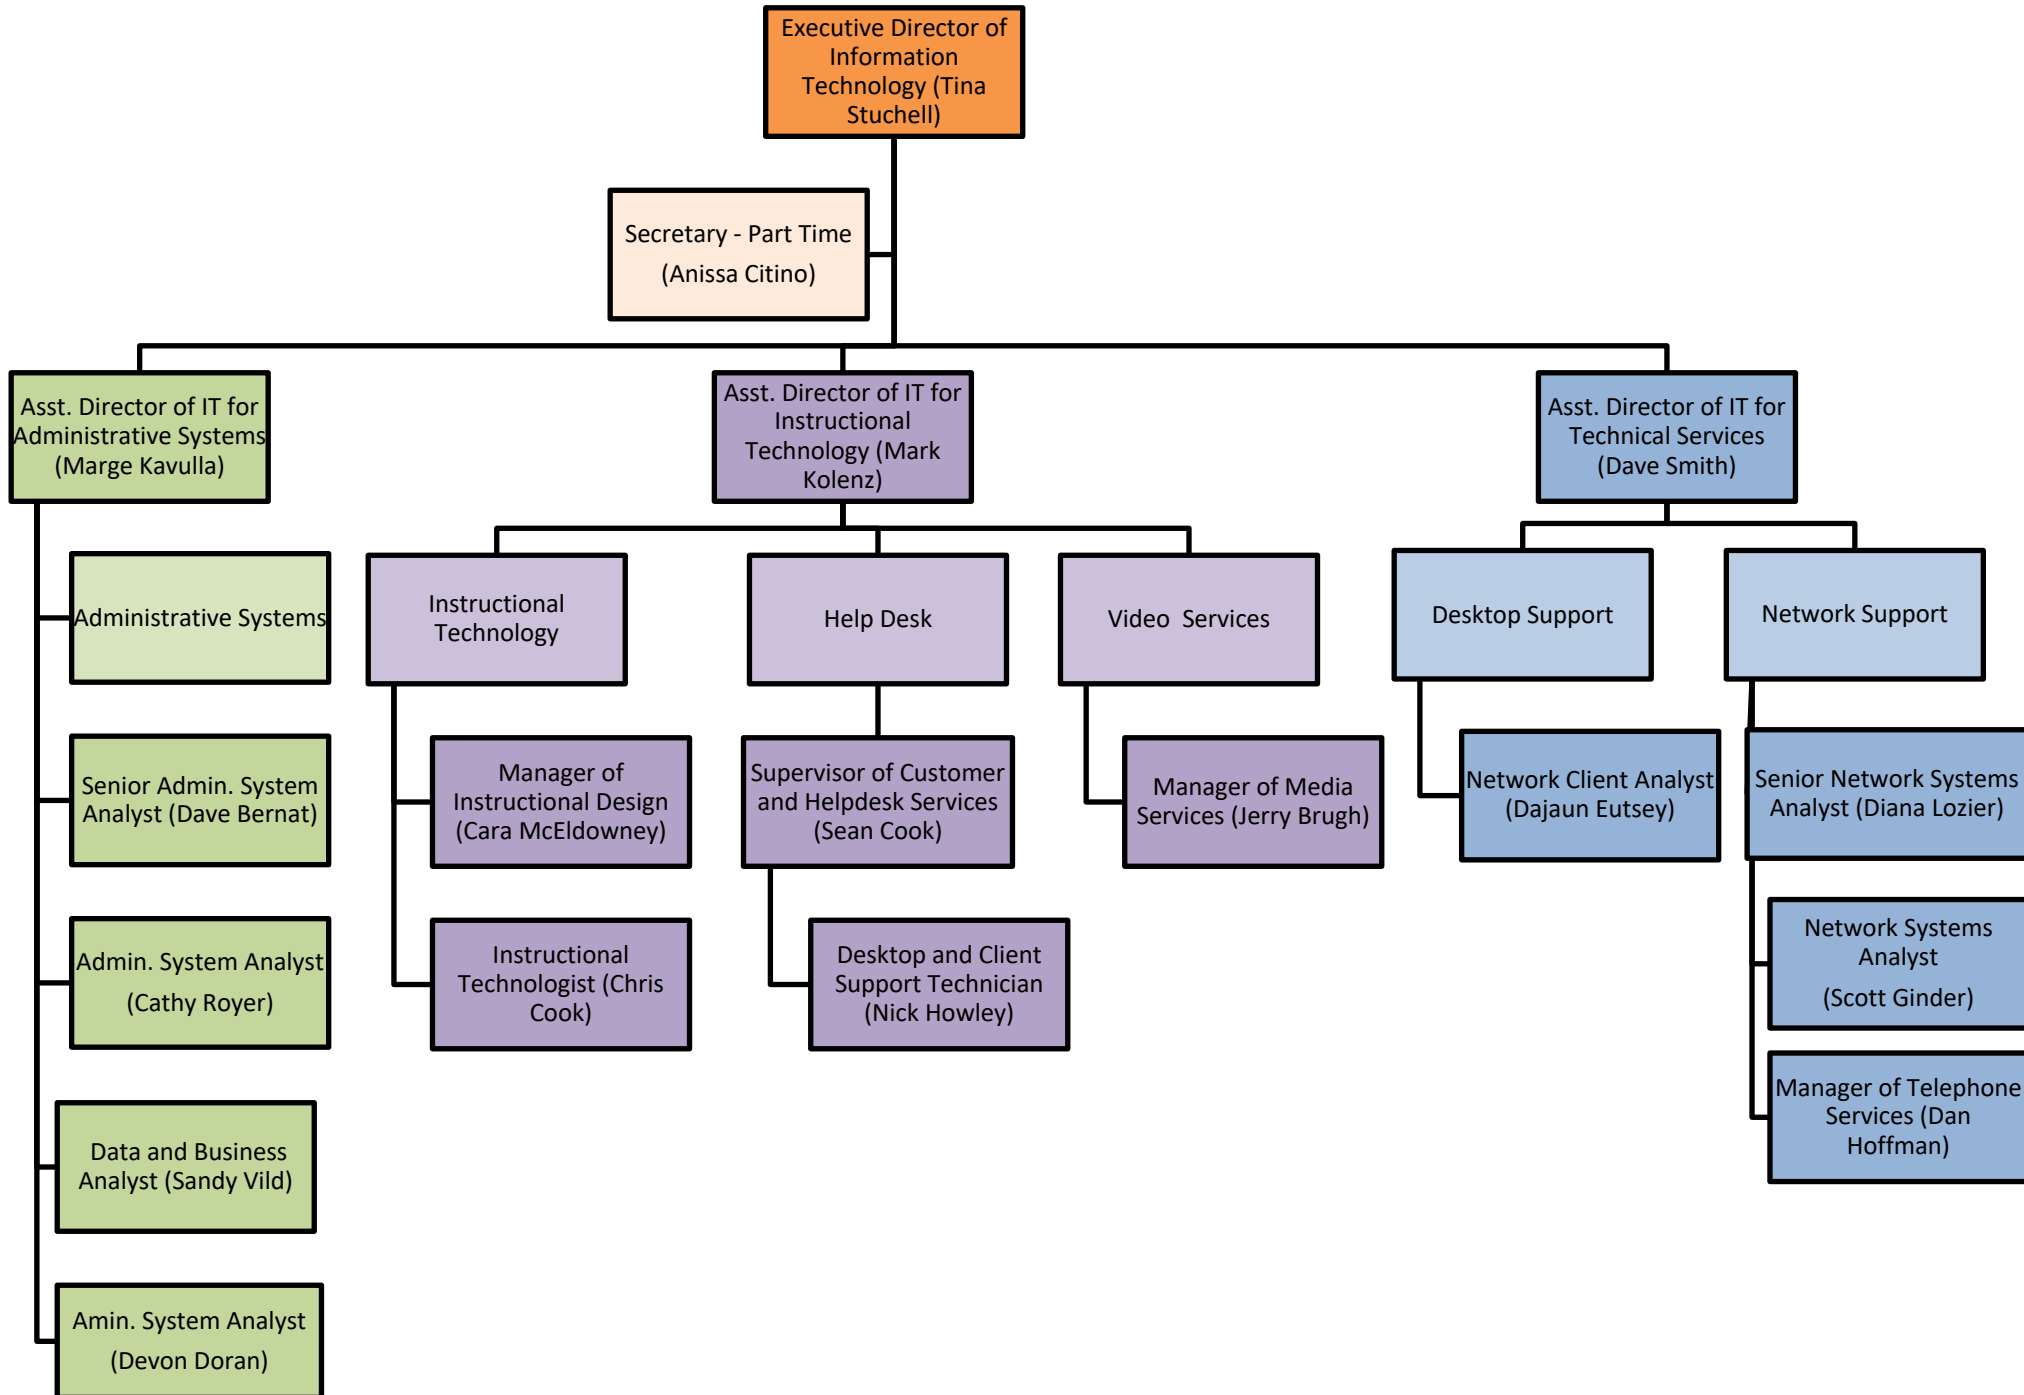 Executive Director of
Information
Technology (Tina
Stuchell)
Secretary - Part Time
(Anissa Citino)
Asst. Director of IT for
Administrative Systems
(Marge Kavulla)
Asst. Director of IT for
Instructional
Technology (Mark
Kolenz)
Asst. Director of IT for
Technical Services
(Dave Smith)
Administrative Systems
Instructional
Technology
Help Desk
Video  Services
Desktop Support
Network Support
Senior Admin. System
Analyst (Dave Bernat)
Manager of
Instructional Design
(Cara McEldowney)
Supervisor of Customer
and Helpdesk Services
(Sean Cook)
Manager of Media
Services (Jerry Brugh)
Network Client Analyst
(Dajaun Eutsey)
Senior Network Systems
Analyst (Diana Lozier)
Admin. System Analyst
(Cathy Royer)
Instructional
Technologist (Chris
Cook)
Desktop and Client
Support Technician
(Nick Howley)
Network Systems
Analyst
(Scott Ginder)
Data and Business
Analyst (Sandy Vild)
Manager of Telephone
Services (Dan
Hoffman)
Amin. System Analyst
(Devon Doran)